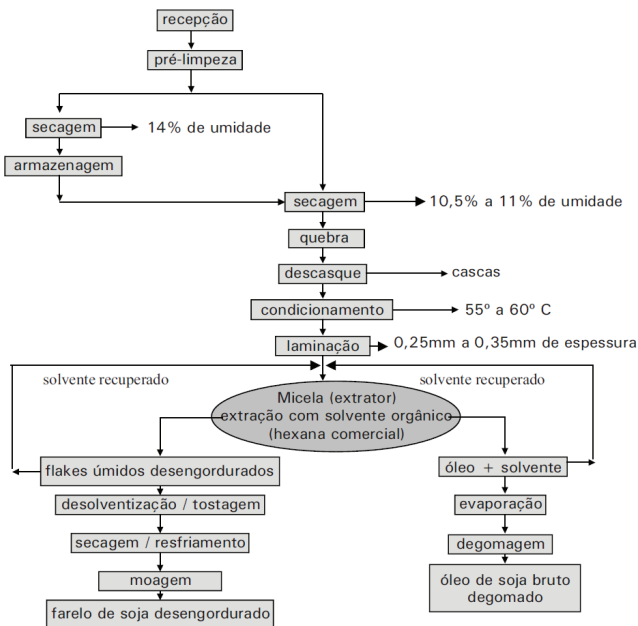 recepção
pré-limpeza
secagem
14% de umidade
armazenagem
secagem
10,5% a 11% de umidade
quebra
descasque
cascas
condicionamento
55º a 60º C
laminação
0,25mm a 0,35mm de espessura
solvente recuperado
solvente recuperado
Micela (extrator)
extração com solvente orgânico
(hexana comercial)
flakes úmidos desengordurados
óleo + solvente
desolventização / tostagem
evaporação
secagem / resfriamento
degomagem
moagem
óleo de soja bruto
degomado
farelo de soja desengordurado